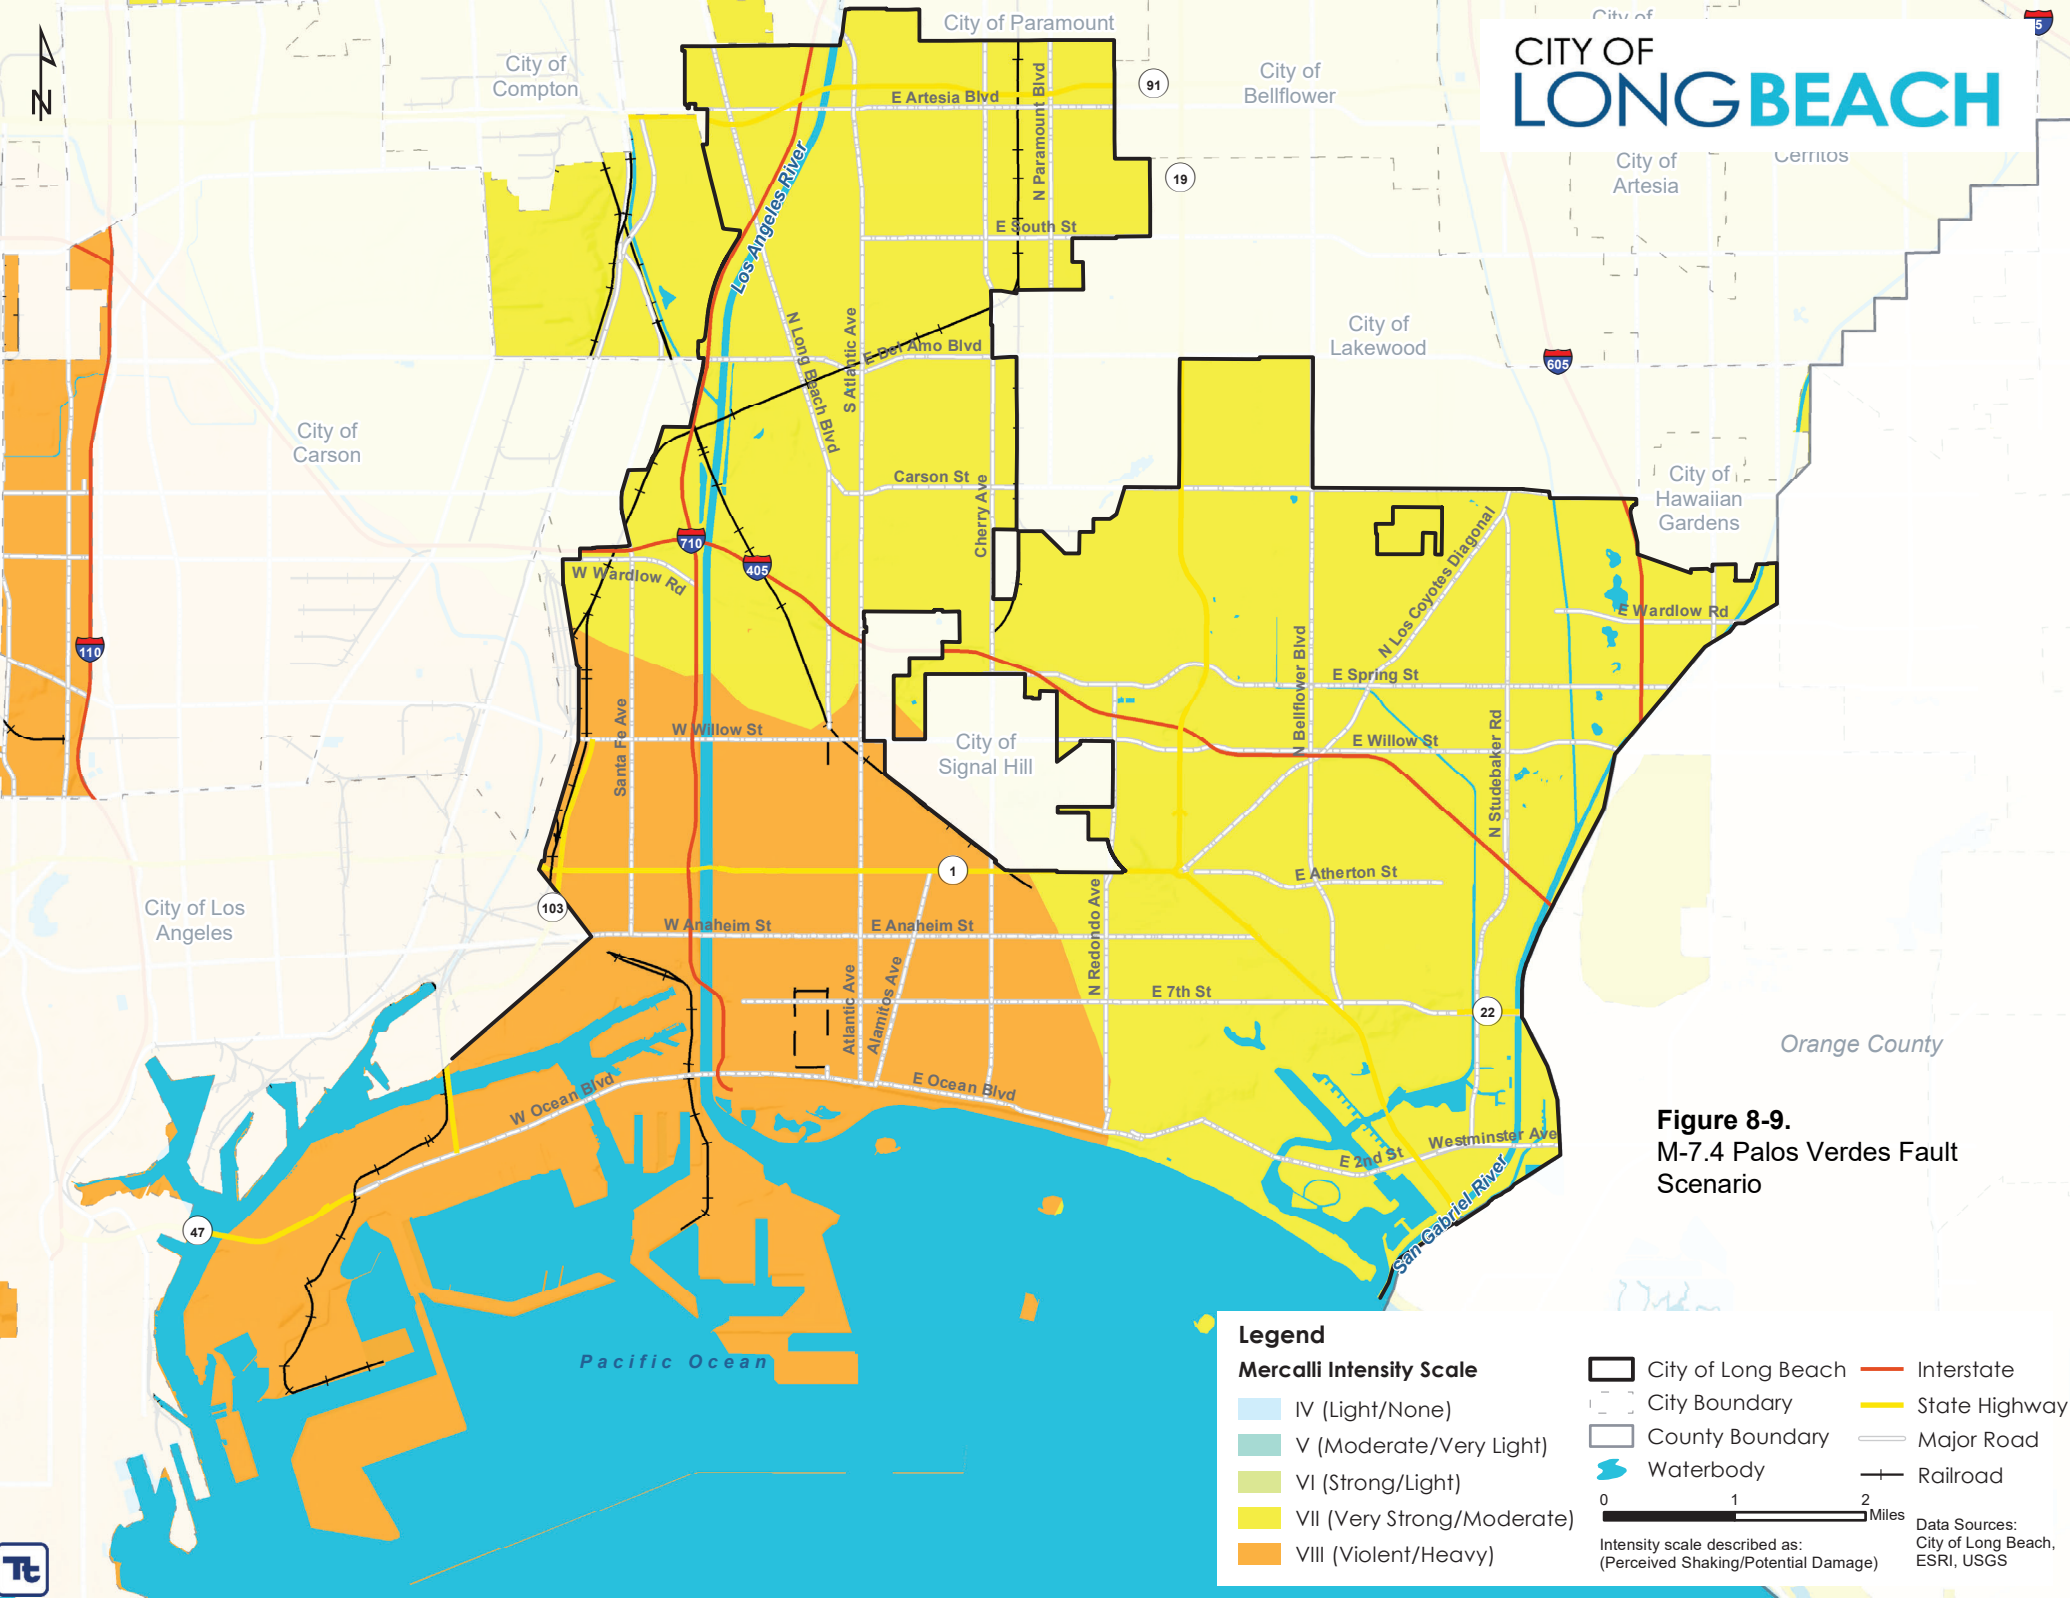 City of Paramount
City of
5
CITY OF
LONGBEACH
City of
Compton
91
City of
Bellflower
E Artesia Blvd
N Paramount Blvd
City of
Artesia
Cerritos
19
Los Angeles River
E South St
N Long Beach Blvd
S Atlantic Ave
E Del Amo Blvd
City of
Lakewood
605
City of
Carson
Carson St
Cherry Ave
City of
Hawaiian
Gardens
N Los Coyotes Diagonal
710
405
W Wardlow Rd
E Wardlow Rd
110
N Bellflower Blvd
E Spring St
Santa Fe Ave
W Willow St
City of
Signal Hill
E Willow St
N Studebaker Rd
1
E Atherton St
103
City of Los
Angeles
W Anaheim St
E Anaheim St
N Redondo Ave
Atlantic Ave
Alamitos Ave
E 7th St
22
Orange County
W Ocean Blvd
E Ocean Blvd
Westminster Ave
E 2nd St
San Gabriel River
47
Figure 8-9.
M-7.4 Palos Verdes Fault
Scenario
Pacific Ocean
Legend
Mercalli Intensity Scale
IV (Light/None)
V (Moderate/Very Light)
VI (Strong/Light)
VII (Very Strong/Moderate)
VIII (Violent/Heavy)
City of Long Beach
City Boundary
County Boundary
Waterbody
Interstate
State Highway
Major Road
Railroad
0 1 2
Miles
Intensity scale described as:
(Perceived Shaking/Potential Damage)
Data Sources:
City of Long Beach,
ESRI, USGS
N
Tt